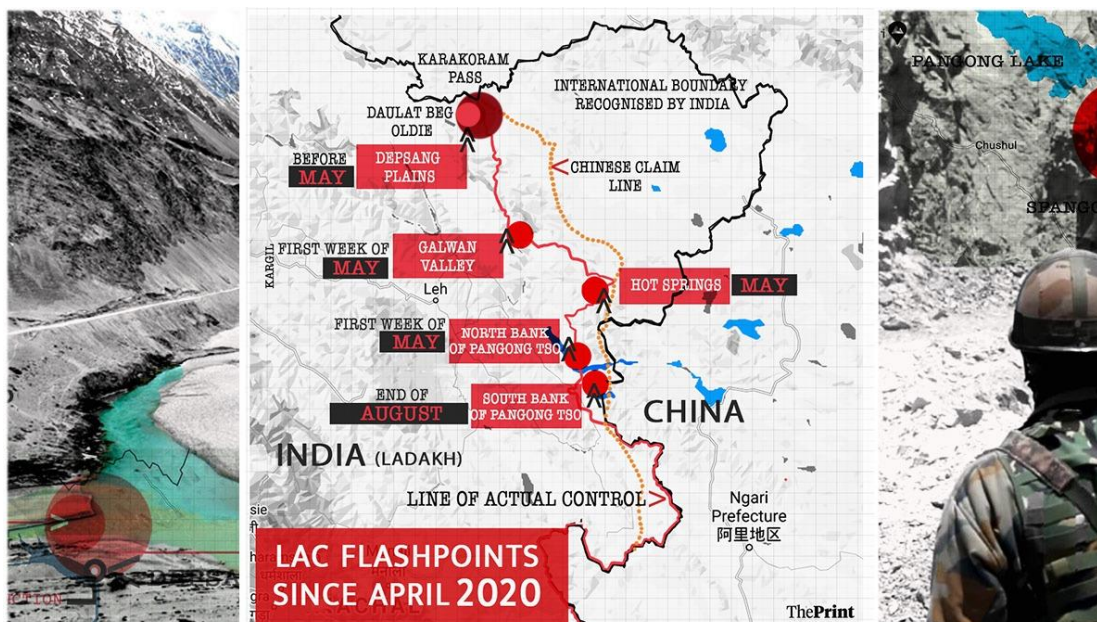 KARAKORAM
PASS
INTERNATIONAL BOUNDARY
RECOGNISED BY INDIA
DAULAT BEG
OLDIE
BEFORE
MAY
DEPSANG
PLAINS
CHINESE CLAIM
LINE
KARGIL
FIRST WEEK OF
MAY
GALWAN
VALLEY
Leh
HOT SPRINGS
MAY
FIRST WEEK OF
MAY
NORTH BANK
OF PANGONG TSO
END OF
AUGUST
SOUTH BANK
OF PANGONG TSO
CHINA
INDIA (LADAKH)
LINE OF ACTUAL CONTROL
Ngari
Prefecture
阿里地区
LAC FLASHPOINTS
SINCE APRIL 2020
ThePrint
PANGONG LAKE
Chushul